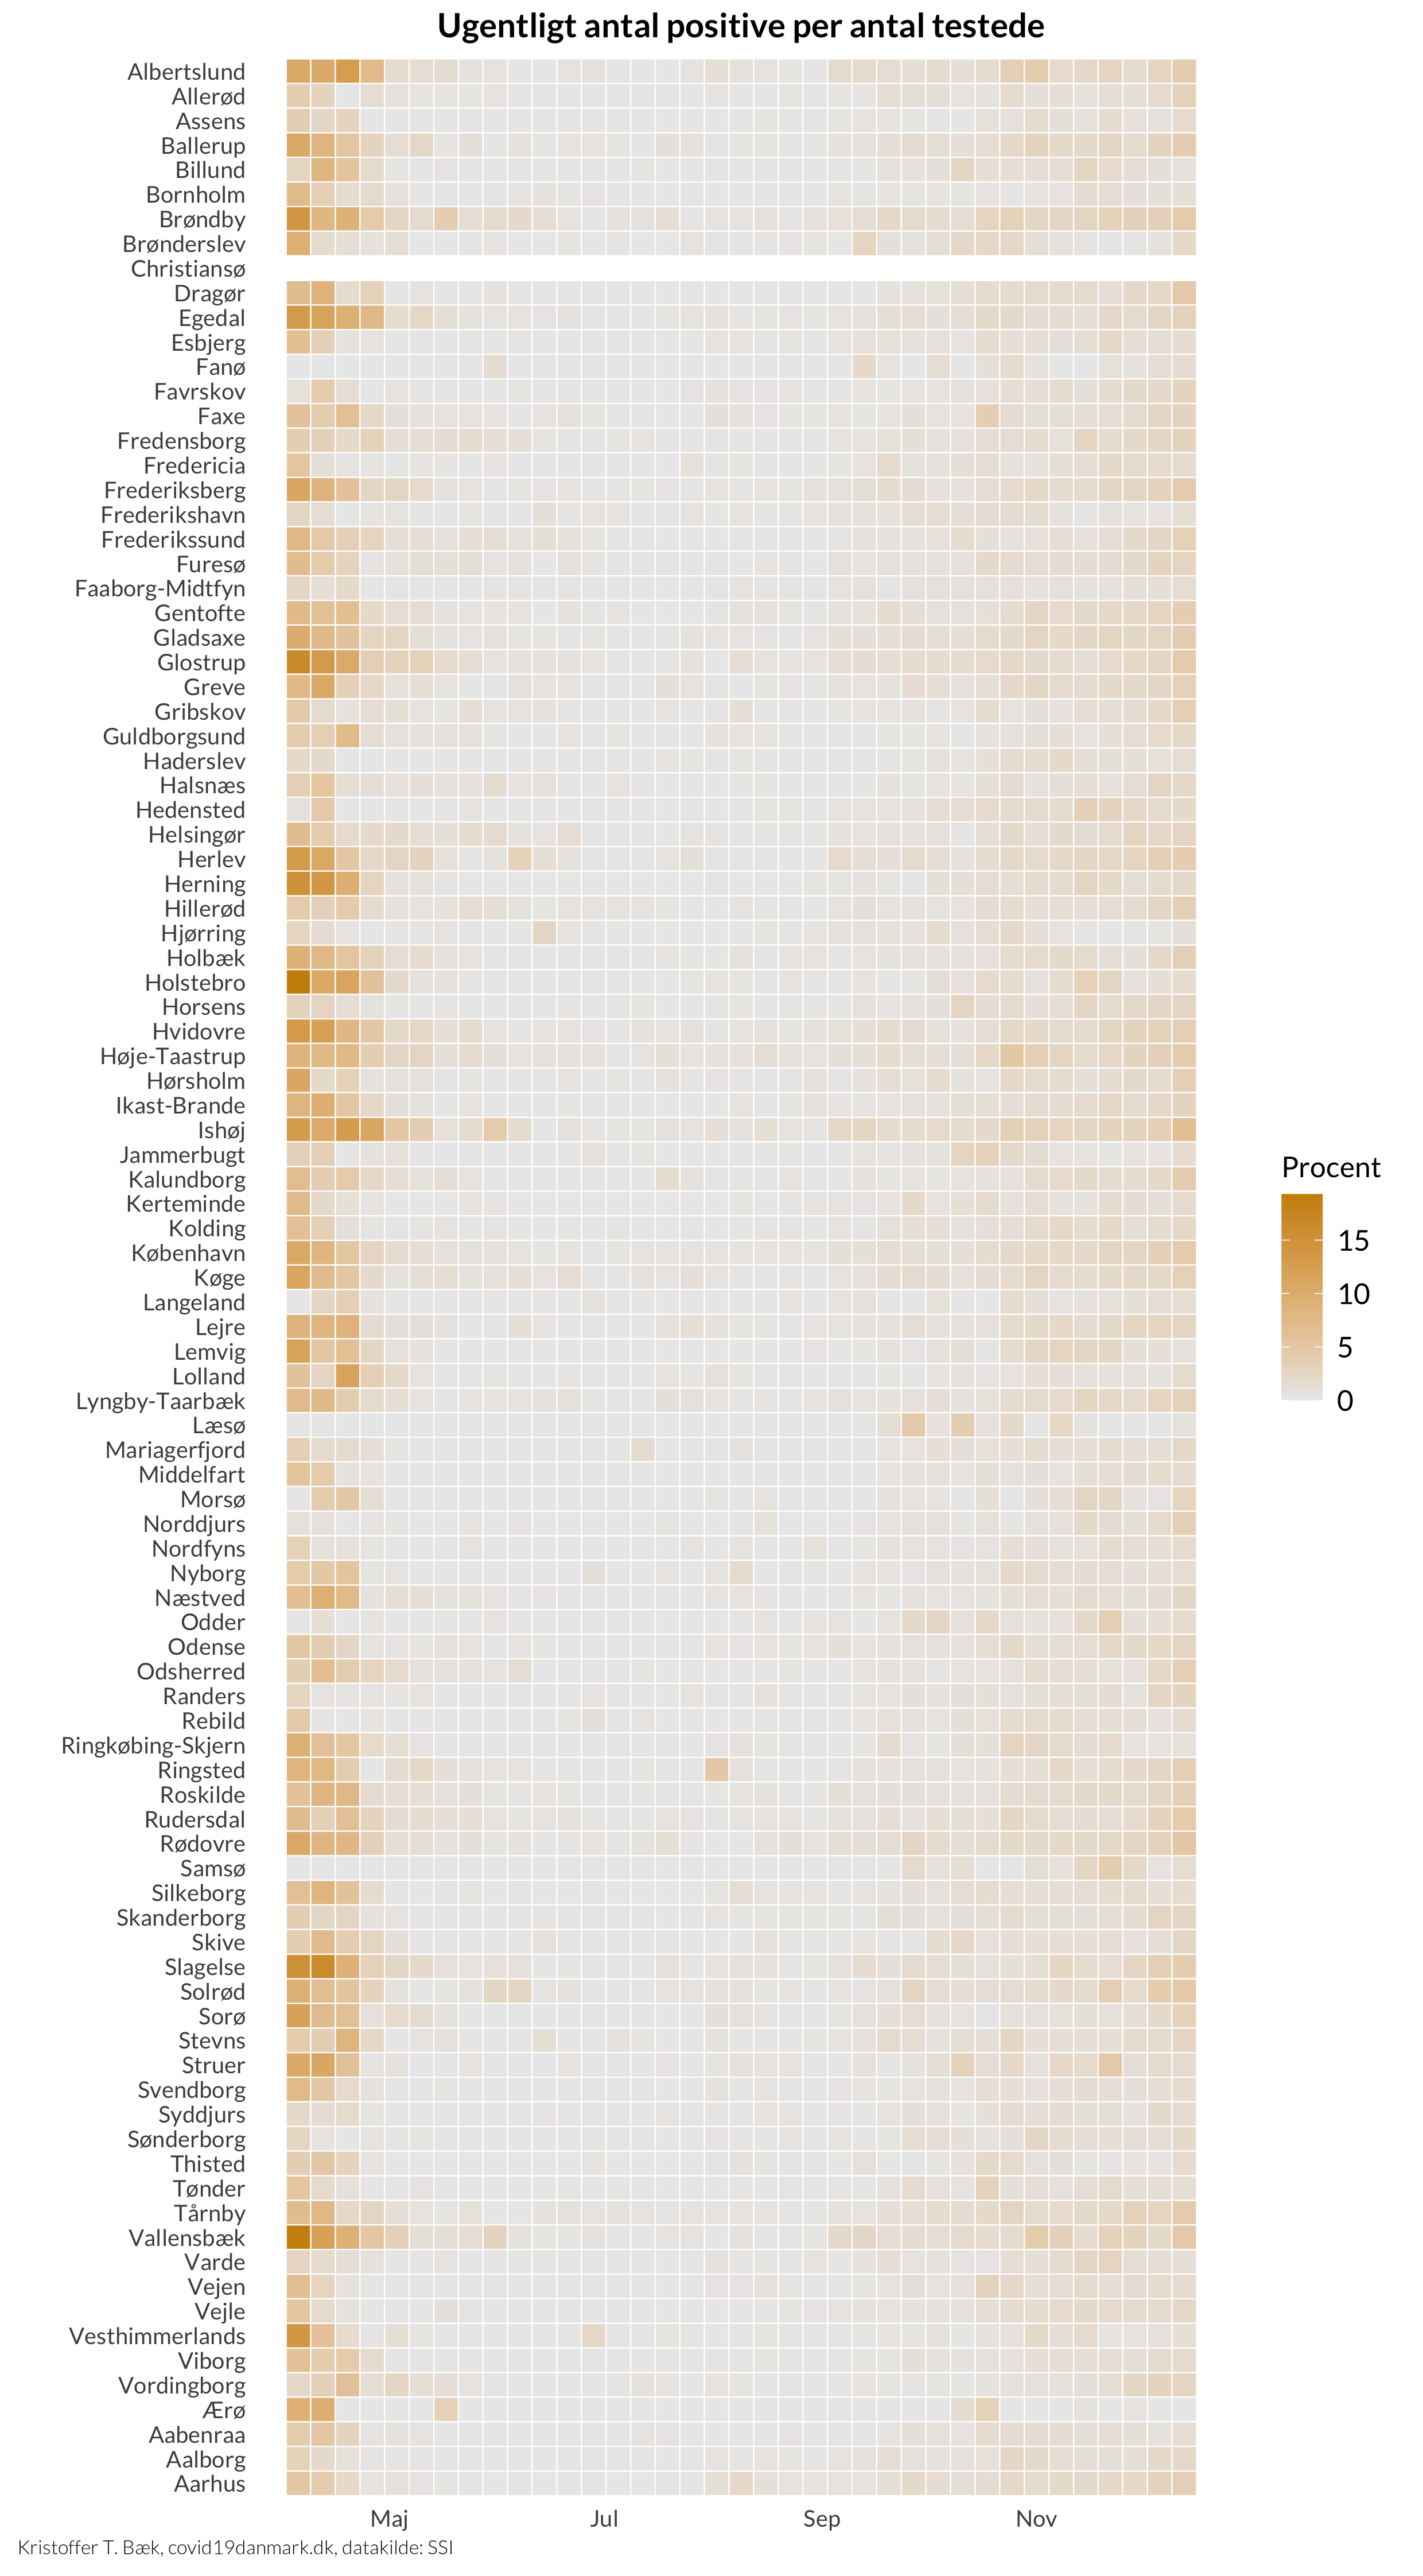 Ugentligt antal positive per antal testede
Albertslund
Allerød
Assens
Ballerup
Billund
Bornholm
Brøndby
Brønderslev
Christiansø
Dragør
Egedal
Esbjerg
Fanø
Favrskov
Faxe
Fredensborg
Fredericia
Frederiksberg
Frederikshavn
Frederikssund
Furesø
Faaborg-Midtfyn
Gentofte
Gladsaxe
Glostrup
Greve
Gribskov
Guldborgsund
Haderslev
Halsnæs
Hedensted
Helsingør
Herlev
Herning
Hillerød
Hjørring
Holbæk
Holstebro
Horsens
Hvidovre
Høje-Taastrup
Hørsholm
Ikast-Brande
Ishøj
Jammerbugt
Kalundborg
Kerteminde
Kolding
København
Køge
Langeland
Lejre
Lemvig
Lolland
Lyngby-Taarbæk
Læsø
Mariagerfjord
Middelfart
Morsø
Norddjurs
Nordfyns
Nyborg
Næstved
Odder
Odense
Odsherred
Randers
Rebild
Ringkøbing-Skjern
Ringsted
Roskilde
Rudersdal
Rødovre
Samsø
Silkeborg
Skanderborg
Skive
Slagelse
Solrød
Sorø
Stevns
Struer
Svendborg
Syddjurs
Sønderborg
Thisted
Tønder
Tårnby
Vallensbæk
Varde
Vejen
Vejle
Vesthimmerlands
Viborg
Vordingborg
Ærø
Aabenraa
Aalborg
Aarhus
Maj
Jul
Sep
Nov
Procent
15
10
5
0
Kristoffer T. Bæk, covid19danmark.dk, datakilde: SSI